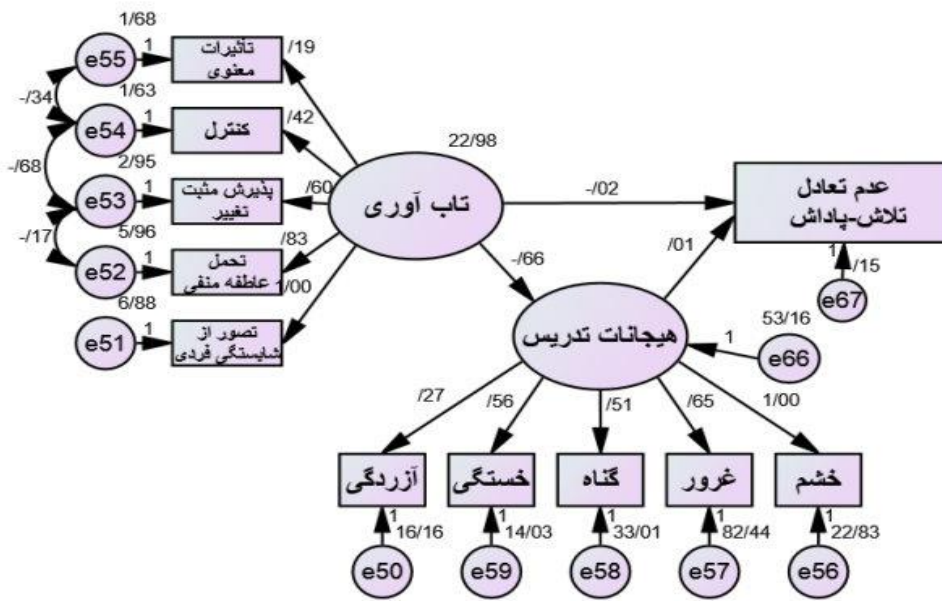 1/68
e55
1
تأثیرات
معنوی
/19
-/34
1/63
e54
1
کنترل
/42
22/98
-/68
2/95
e53
1
پذیرش مثبت
تغییر
/60
تاب آوری
-/02
عدم تعادل
تلاش-پاداش
-/17
5/96
e52
1
تحمل
عاطفه منفی
/83
-/66
/01
1
/15
e67
6/88
e51
1
تصور از
شایستگی فردی
1/00
هیجانات تدریس
1
53/16
e66
/27
/56
/51
/65
1/00
آزردگی
خستگی
گناه
غرور
خشم
1
16/16
1
14/03
1
33/01
1
82/44
1
22/83
e50
e59
e58
e57
e56